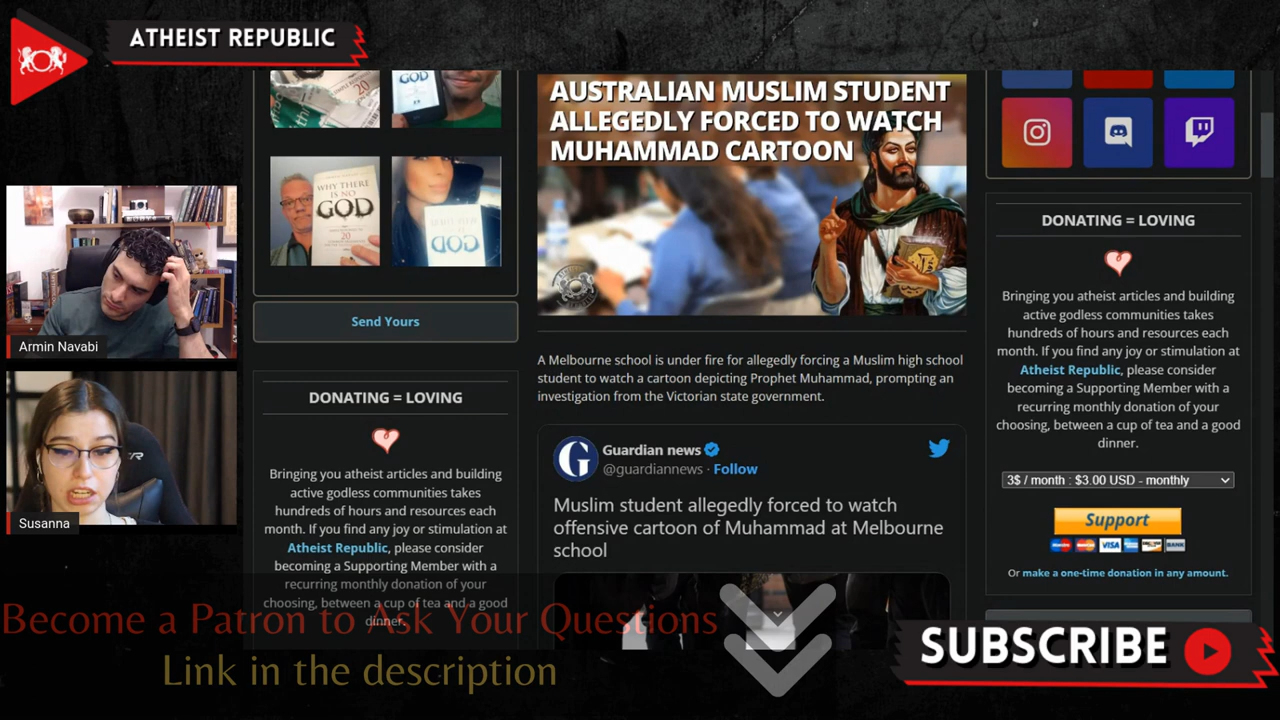 ATHEIST REPUBLIC
GOD
WHY THERE
IS NO
GOD
20
Send Yours
DONATING = LOVING
Bringing you atheist articles and building
active godless communities takes
hundreds of hours and resources each
month. If you find any joy or stimulation at
Atheist Republic, please consider
becoming a Supporting Member with a
recurring monthly donation of your
choosing, between a cup of tea and a good
dinner.
AUSTRALIAN MUSLIM STUDENT
ALLEGEDLY FORCED TO WATCH
MUHAMMAD CARTOON
A Melbourne school is under fire for allegedly forcing a Muslim high school
student to watch a cartoon depicting Prophet Muhammad, prompting an
investigation from the Victorian state government.
Guardian news
@guardiannews · Follow
Muslim student allegedly forced to watch
offensive cartoon of Muhammad at Melbourne
school
DONATING = LOVING
Bringing you atheist articles and building
active godless communities takes
hundreds of hours and resources each
month. If you find any joy or stimulation at
Atheist Republic, please consider
becoming a Supporting Member with a
recurring monthly donation of your
choosing, between a cup of tea and a good
dinner.
3$ / month : $3.00 USD - monthly
Support
VISA
BANK
Or make a one-time donation in any amount.
Armin Navabi
Susanna
Become a Patron to Ask Your Questions
Link in the description
SUBSCRIBE